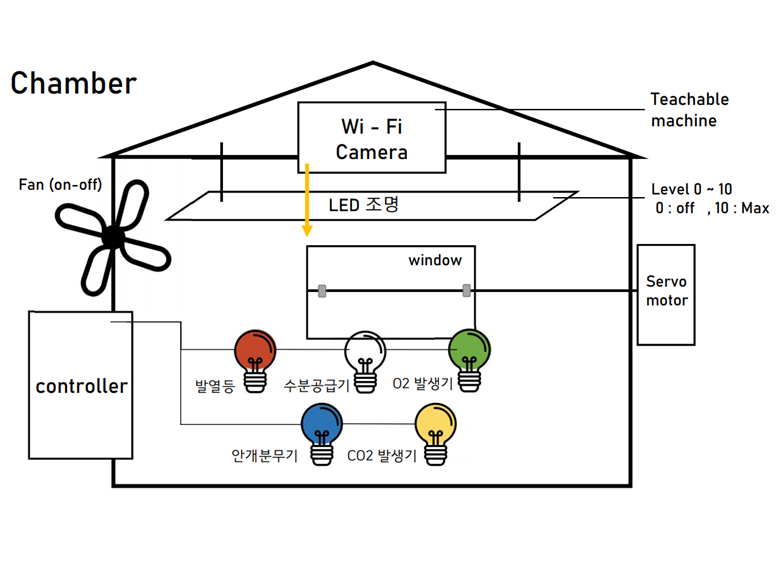 Chamber
Wi - Fi
Camera
Teachable
machine
Fan (on-off)
LED 조명
Level 0 ~ 10
0 : off , 10 : Max
window
Servo
motor
controller
발열등
수분공급기
O2 발생기
안개분무기
CO2 발생기